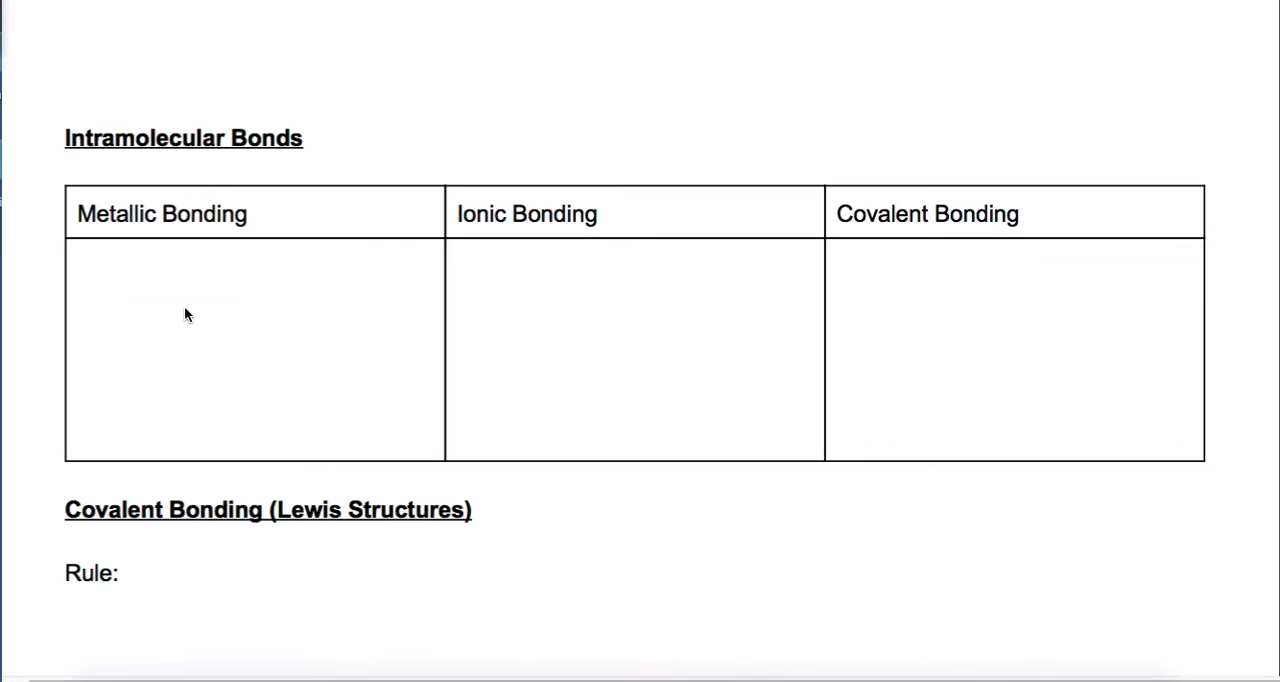 Intramolecular Bonds
Metallic Bonding
Ionic Bonding
Covalent Bonding
Covalent Bonding (Lewis Structures)
Rule: